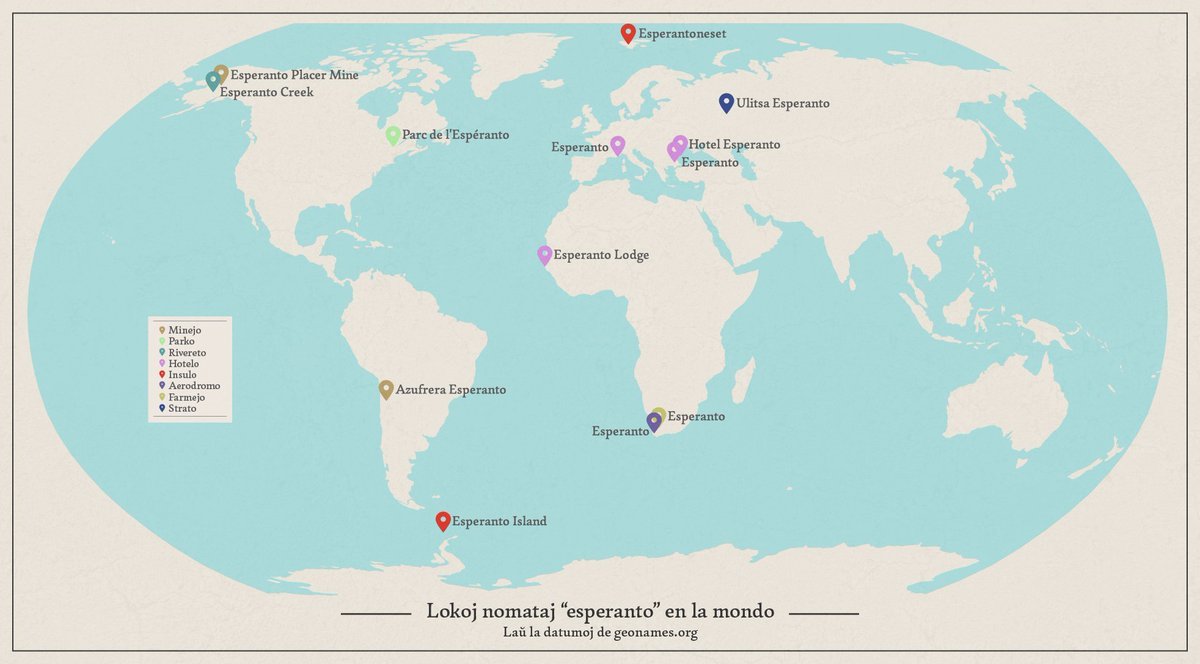 Esperantoneset
Esperanto Placer Mine
Esperanto Creek
Ulitsa Esperanto
Parc de l'Espéranto
Esperanto
Hotel Esperanto
Esperanto
Esperanto Lodge
Minejo
Parko
Rivereto
Hotelo
Insulo
Aerodromo
Farmejo
Strato
Azufrera Esperanto
Esperanto
Esperanto
Esperanto Island
Lokoj nomataj “esperanto” en la mondo
Laŭ la datumoj de geonames.org